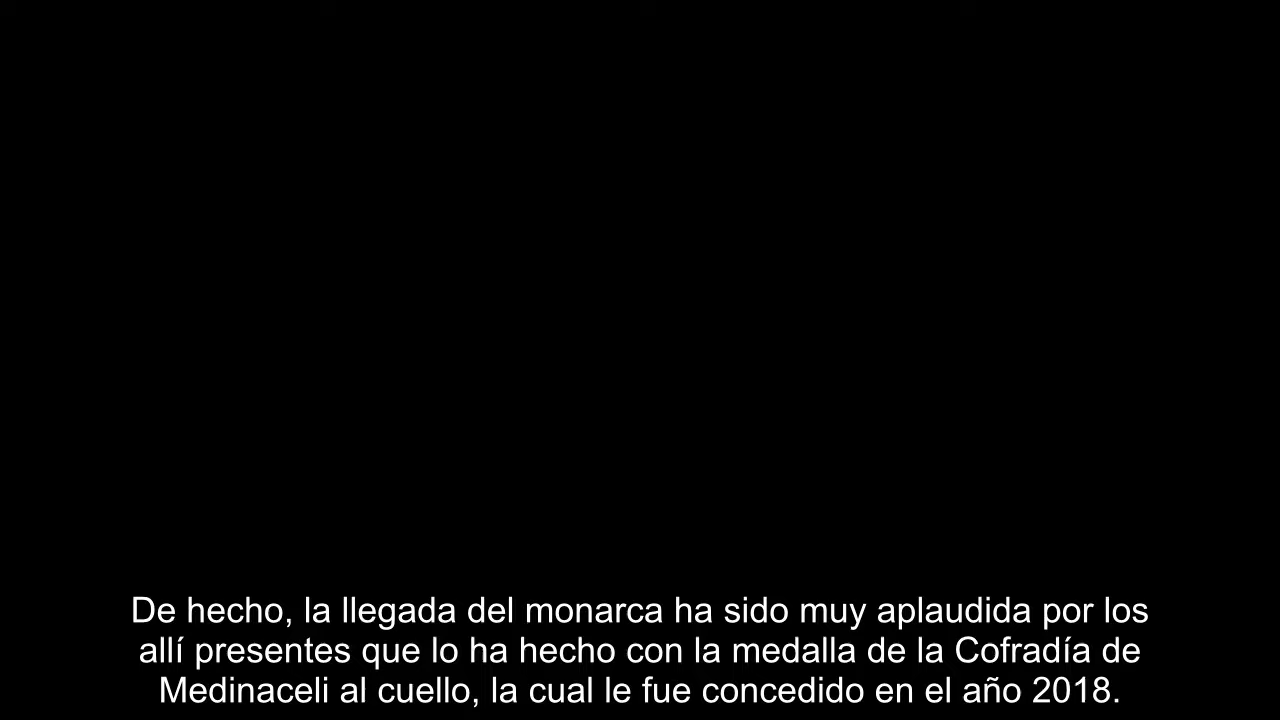 De hecho, la llegada del monarca ha sido muy aplaudida por los
allí presentes que lo ha hecho con la medalla de la Cofradía de
Medinaceli al cuello, la cual le fue concedido en el año 2018.